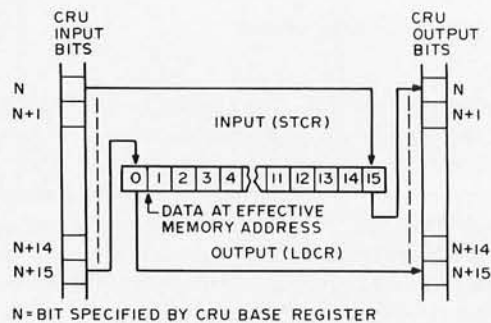 CRU
INPUT
BITS
CRU
OUTPUT
BITS
N
N
N+1
N+1
INPUT (STCR)
0 1 2 3 4 11 12 13 14 15
DATA AT EFFECTIVE
MEMORY ADDRESS
N+14
OUTPUT (LDCR)
N+14
N+15
N+15
N=BIT SPECIFIED BY CRU BASE REGISTER